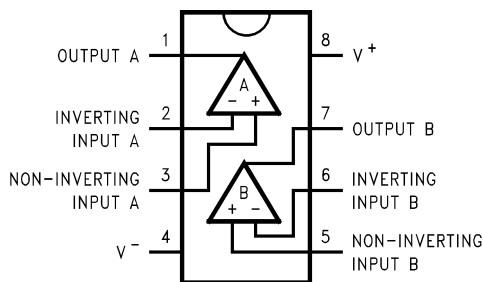 1
OUTPUT A
8
V+
A
- +
2
INVERTING
INPUT A
7
OUTPUT B
3
NON-INVERTING
INPUT A
B
+ -
6
INVERTING
INPUT B
4
V-
5
NON-INVERTING
INPUT B